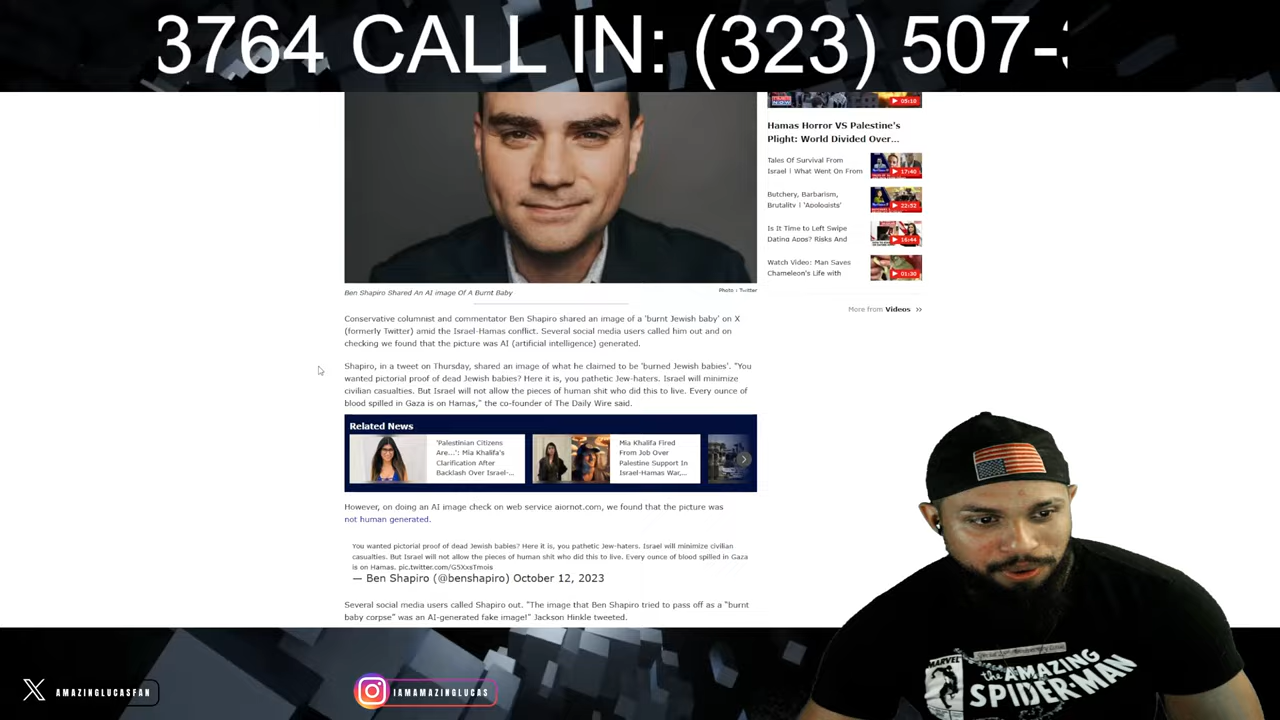 3764 CALL IN: (323) 507-
05:10
Hamas Horror VS Palestine's
Plight: World Divided Over...
Tales Of Survival From
Israel | What Went On From
17:40
Butchery, Barbarism,
Brutality | 'Apologists'
22:52
Is It Time to Left Swipe
Dating Apps? Risks And
16:44
Watch Video: Man Saves
Chameleon's Life with
01:30
More from Videos >>
Ben Shapiro Shared An AI image Of A Burnt Baby
Photo : Twitter
Conservative columnist and commentator Ben Shapiro shared an image of a 'burnt Jewish baby' on X
(formerly Twitter) amid the Israel-Hamas conflict. Several social media users called him out and on
checking we found that the picture was AI (artificial intelligence) generated.
Shapiro, in a tweet on Thursday, shared an image of what he claimed to be 'burned Jewish babies'. "You
wanted pictorial proof of dead Jewish babies? Here it is, you pathetic Jew-haters. Israel will minimize
civilian casualties. But Israel will not allow the pieces of human shit who did this to live. Every ounce of
blood spilled in Gaza is on Hamas," the co-founder of The Daily Wire said.
Related News
'Palestinian Citizens
Are...': Mia Khalifa's
Clarification After
Backlash Over Israel-...
Mia Khalifa Fired
From Job Over
Palestine Support In
Israel-Hamas War,...
However, on doing an AI image check on web service aiornot.com, we found that the picture was
not human generated.
You wanted pictorial proof of dead Jewish babies? Here it is, you pathetic Jew-haters. Israel will minimize civilian
casualties. But Israel will not allow the pieces of human shit who did this to live. Every ounce of blood spilled in Gaza
is on Hamas. pic.twitter.com/G5XxsTmois
— Ben Shapiro (@benshapiro) October 12, 2023
Several social media users called Shapiro out. "The image that Ben Shapiro tried to pass off as a "burnt
baby corpse" was an AI-generated fake image!" Jackson Hinkle tweeted.
MARVEL
the AMAZING
SPIDER-MAN
AMAZINGLUCASFAN
IAMAMAZINGLUCAS